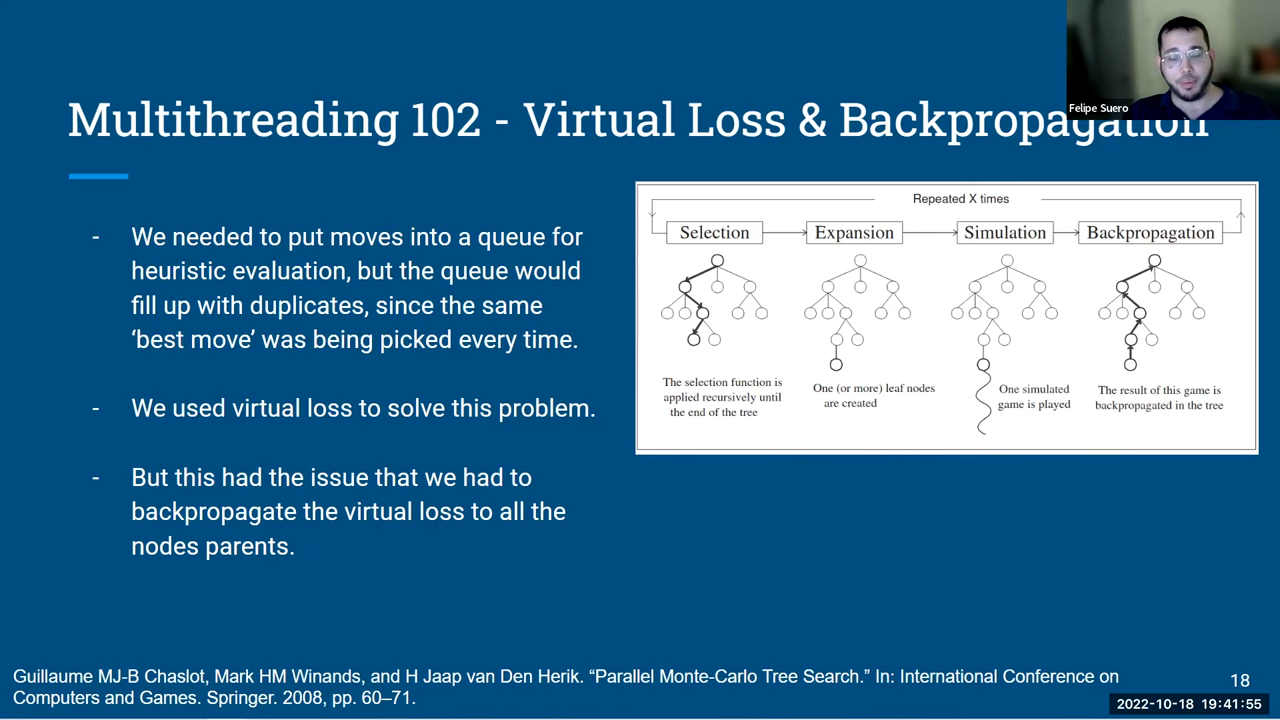 Felipe Suero
Multithreading 102 - Virtual Loss & Backpropagation
- We needed to put moves into a queue for
heuristic evaluation, but the queue would
fill up with duplicates, since the same
‘best move’ was being picked every time.
- We used virtual loss to solve this problem.
- But this had the issue that we had to
backpropagate the virtual loss to all the
nodes parents.
Repeated X times
Selection
Expansion
Simulation
Backpropagation
The selection function is
applied recursively until
the end of the tree
One (or more) leaf nodes
are created
One simulated
game is played
The result of this game is
backpropagated in the tree
Guillaume MJ-B Chaslot, Mark HM Winands, and H Jaap van Den Herik. “Parallel Monte-Carlo Tree Search.” In: International Conference on
Computers and Games. Springer. 2008, pp. 60–71.
18
2022-10-18 19:41:55